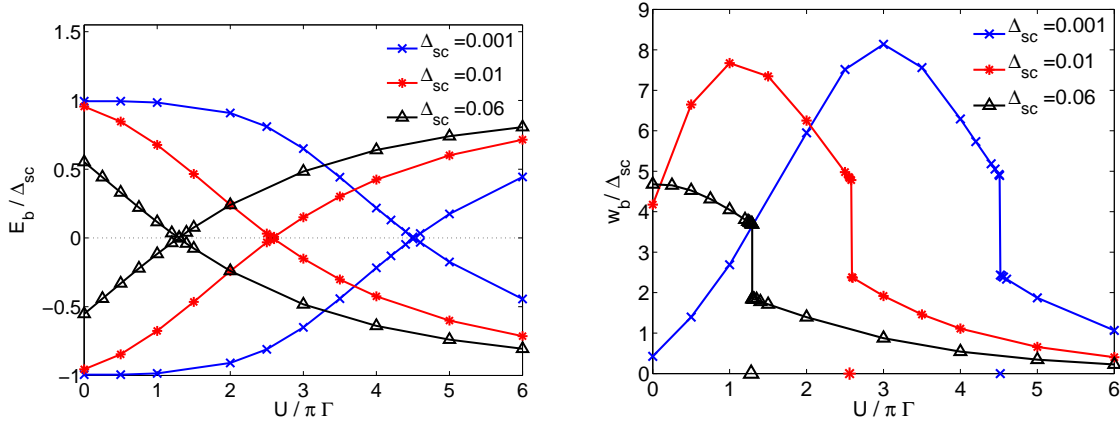 1.5
1
0.5
0
−0.5
−1
0 1 2 3 4 5 6
E_b / Δ_sc
U / π Γ
Δ_sc =0.001
Δ_sc =0.01
Δ_sc =0.06
9
8
7
6
5
4
3
2
1
0
0 1 2 3 4 5 6
w_b / Δ_sc
U / π Γ
Δ_sc =0.001
Δ_sc =0.01
Δ_sc =0.06